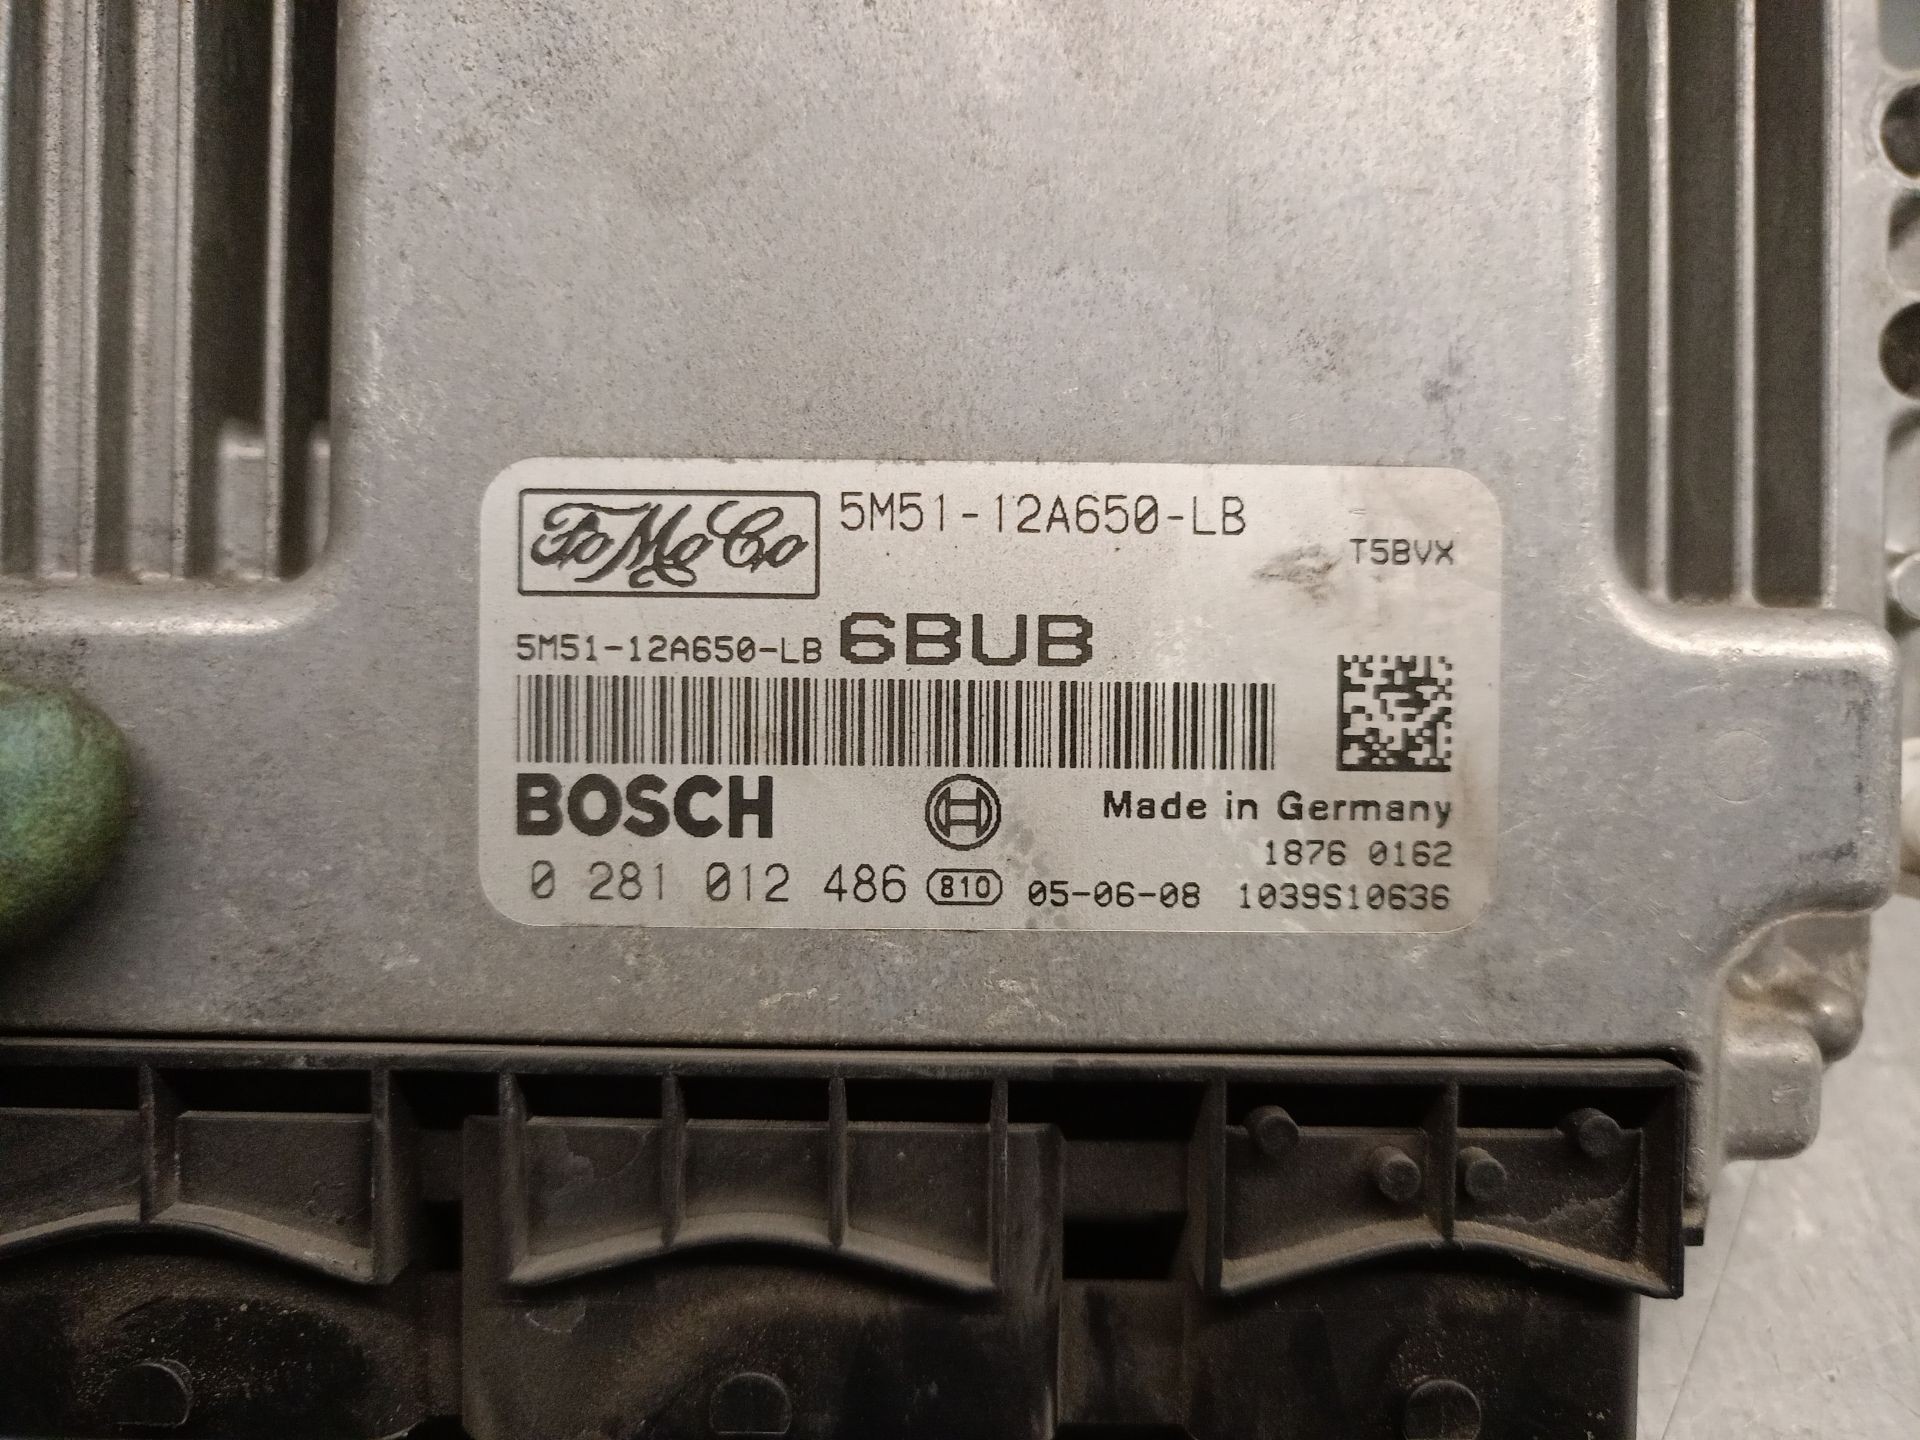 FoMoCo 5M51-12A650-LB
T5BVX
5M51-12A650-LB 6BUB
BOSCH Made in Germany
1876 0162
0 281 012 486 810 05-06-08 1039S10636